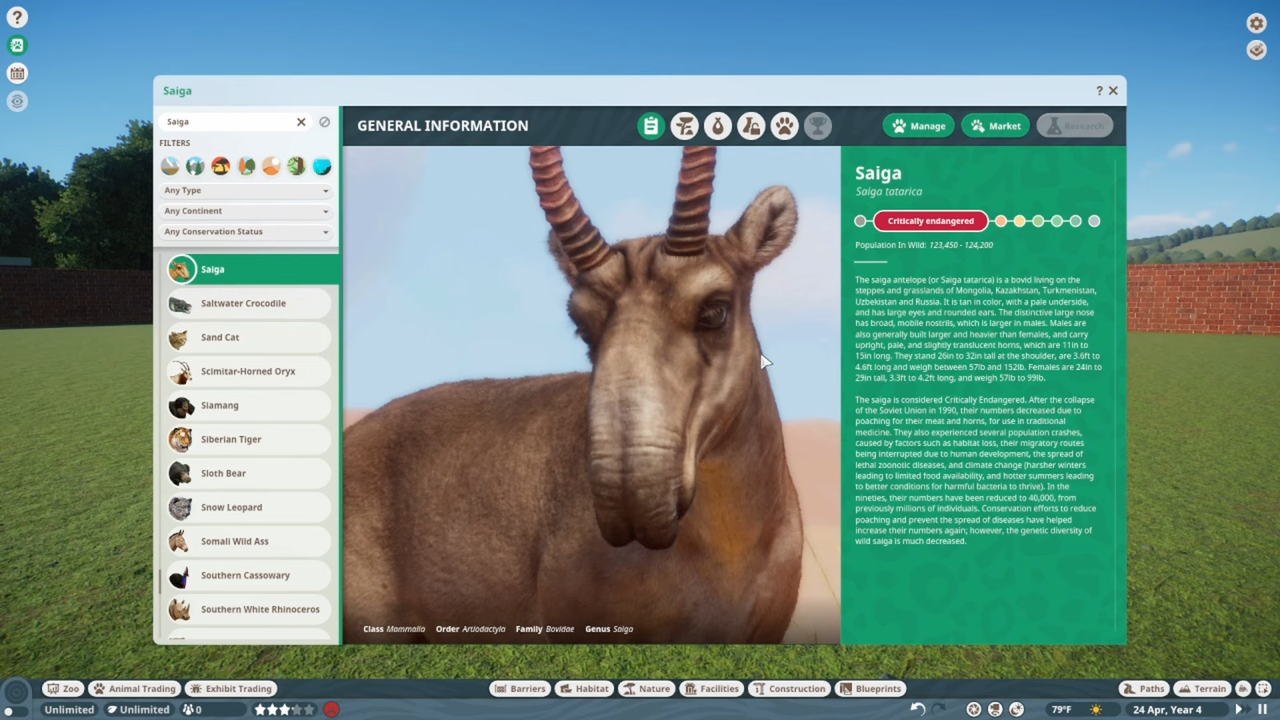 Saiga
?
Saiga
FILTERS
Any Type
Any Continent
Any Conservation Status
Saiga
Saltwater Crocodile
Sand Cat
Scimitar-Horned Oryx
Siamang
Siberian Tiger
Sloth Bear
Snow Leopard
Somali Wild Ass
Southern Cassowary
Southern White Rhinoceros
GENERAL INFORMATION
Manage
Market
Research
Class Mammalia Order Artiodactyla Family Bovidae Genus Saiga
Saiga
Saiga tatarica
Critically endangered
Population In Wild: 123,450 - 124,200
The saiga antelope (or Saiga tatarica) is a bovid living on the
steppes and grasslands of Mongolia, Kazakhstan, Turkmenistan,
Uzbekistan and Russia. It is tan in color, with a pale underside,
and has large eyes and rounded ears. The distinctive large nose
has broad, mobile nostrils, which is larger in males. Males are
also generally built larger and heavier than females, and carry
upright, pale, and slightly translucent horns, which are 11in to
15in long. They stand 26in to 32in tall at the shoulder, are 3.6ft to
4.6ft long and weigh between 57lb and 152lb. Females are 24in to
29in tall, 3.3ft to 4.2ft long, and weigh 57lb to 99lb.
The saiga is considered Critically Endangered. After the collapse
of the Soviet Union in 1990, their numbers decreased due to
poaching for their meat and horns, for use in traditional
medicine. They also experienced several population crashes,
caused by factors such as habitat loss, their migratory routes
being interrupted due to human development, the spread of
lethal zoonotic diseases, and climate change (harsher winters
leading to limited food availability, and hotter summers leading
to better conditions for harmful bacteria to thrive). In the
nineties, their numbers have been reduced to 40,000, from
previously millions of individuals. Conservation efforts to reduce
poaching and prevent the spread of diseases have helped
increase their numbers again; however, the genetic diversity of
wild saiga is much decreased.
?
Zoo
Animal Trading
Exhibit Trading
Barriers
Habitat
Nature
Facilities
Construction
Blueprints
Paths
Terrain
Unlimited
Unlimited
0
79°F
24 Apr, Year 4